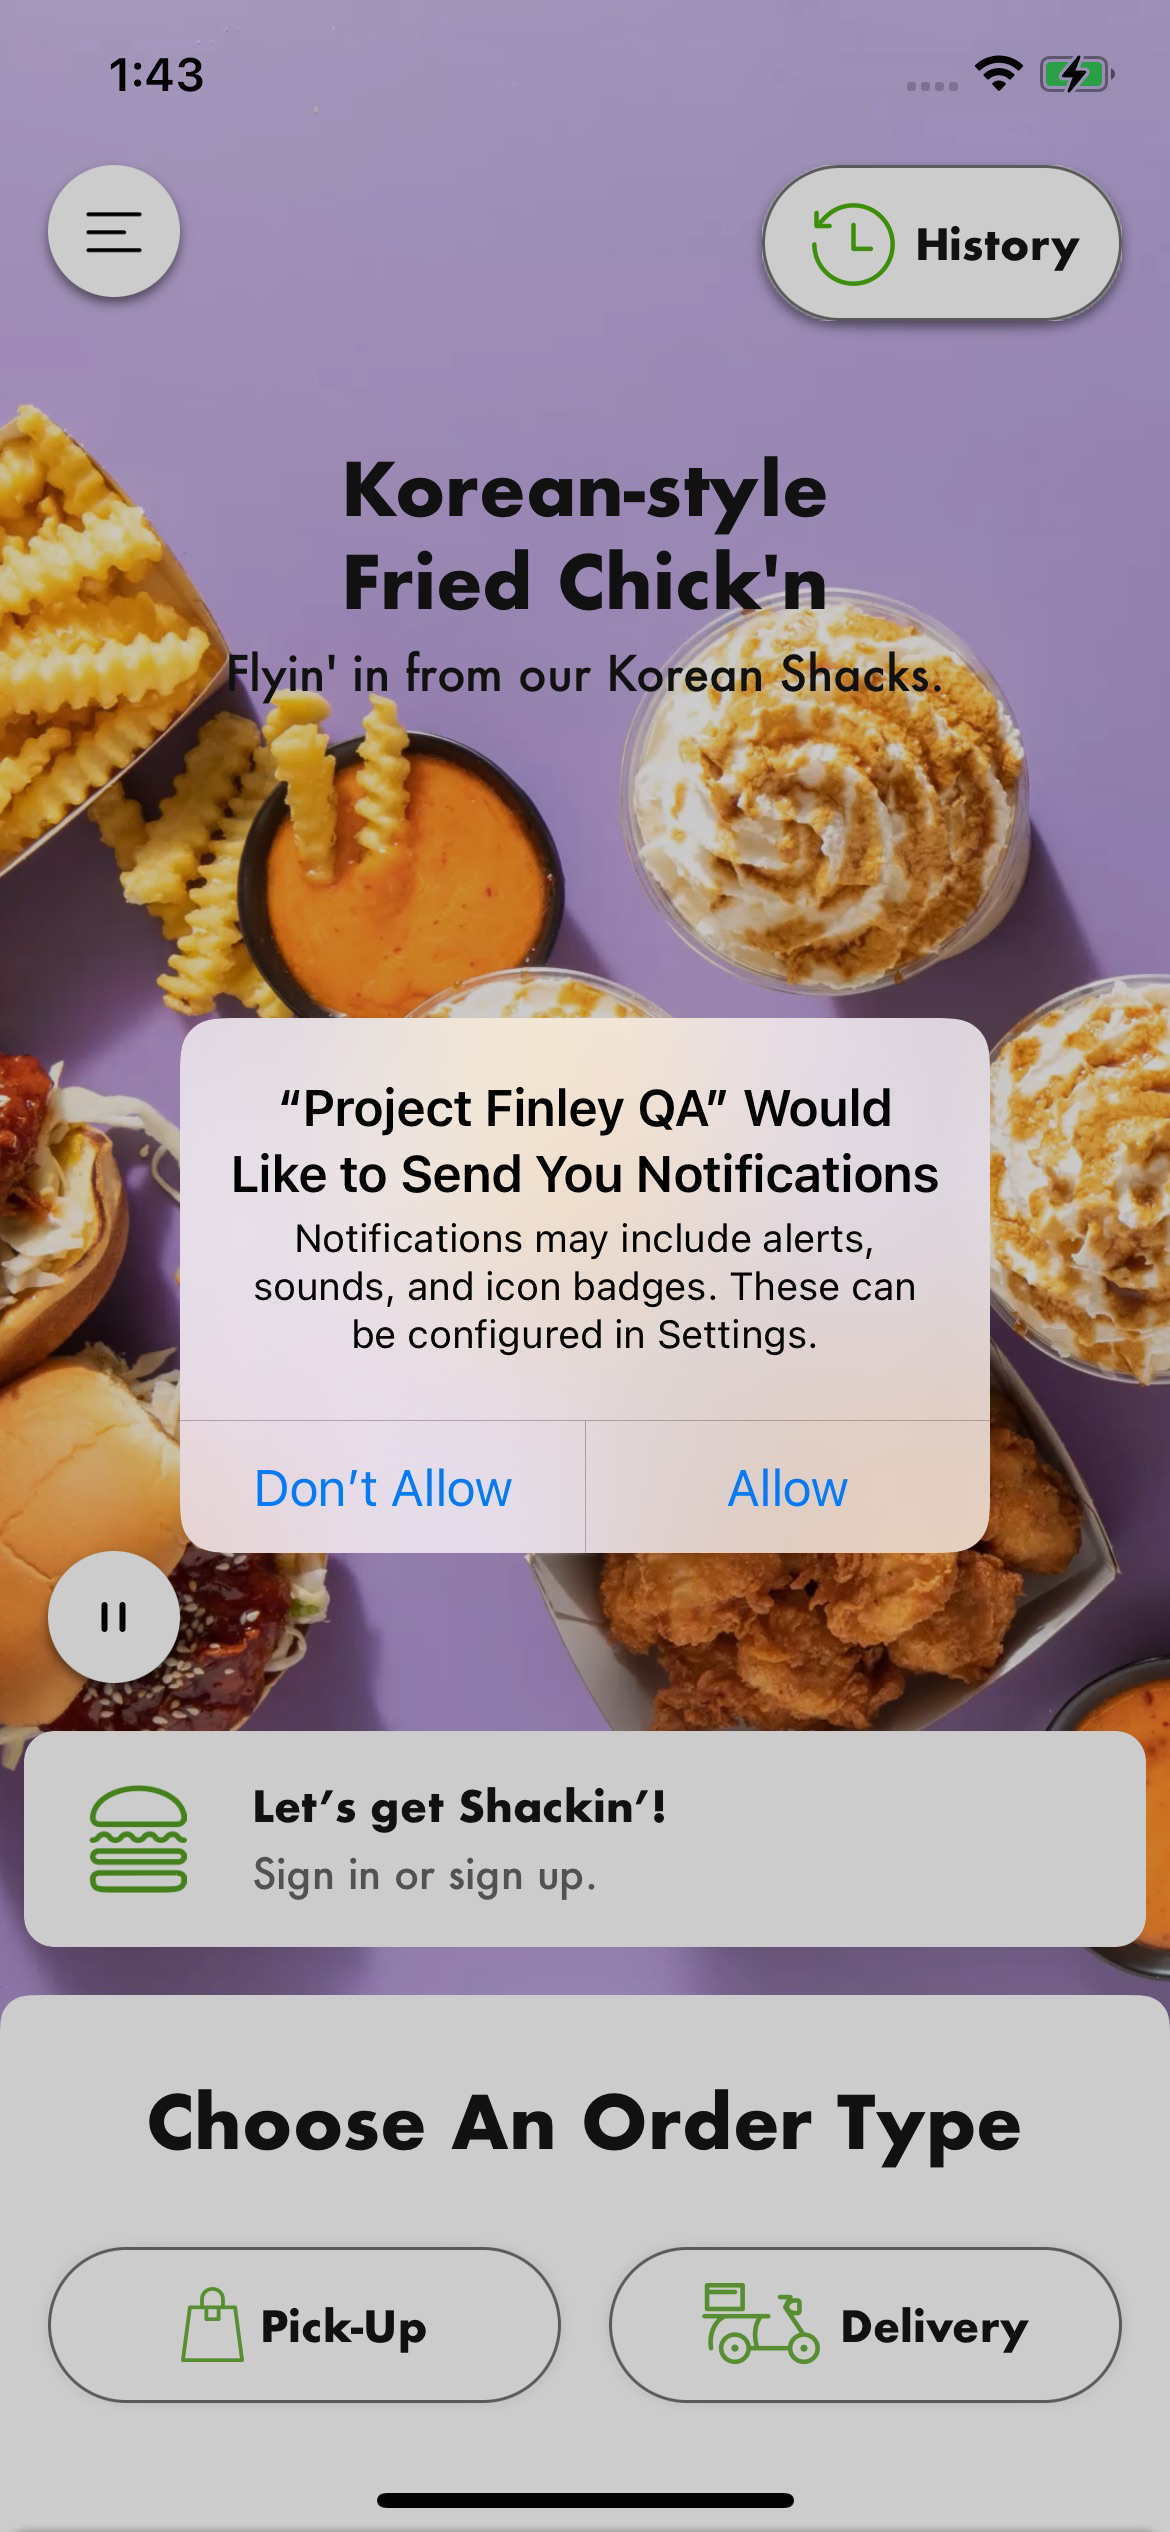 1:43
History
Korean-style
Fried Chick'n
Flyin' in from our Korean Shacks.
“Project Finley QA” Would
Like to Send You Notifications
Notifications may include alerts,
sounds, and icon badges. These can
be configured in Settings.
Don’t Allow
Allow
Let’s get Shackin’!
Sign in or sign up.
Choose An Order Type
Pick-Up
Delivery